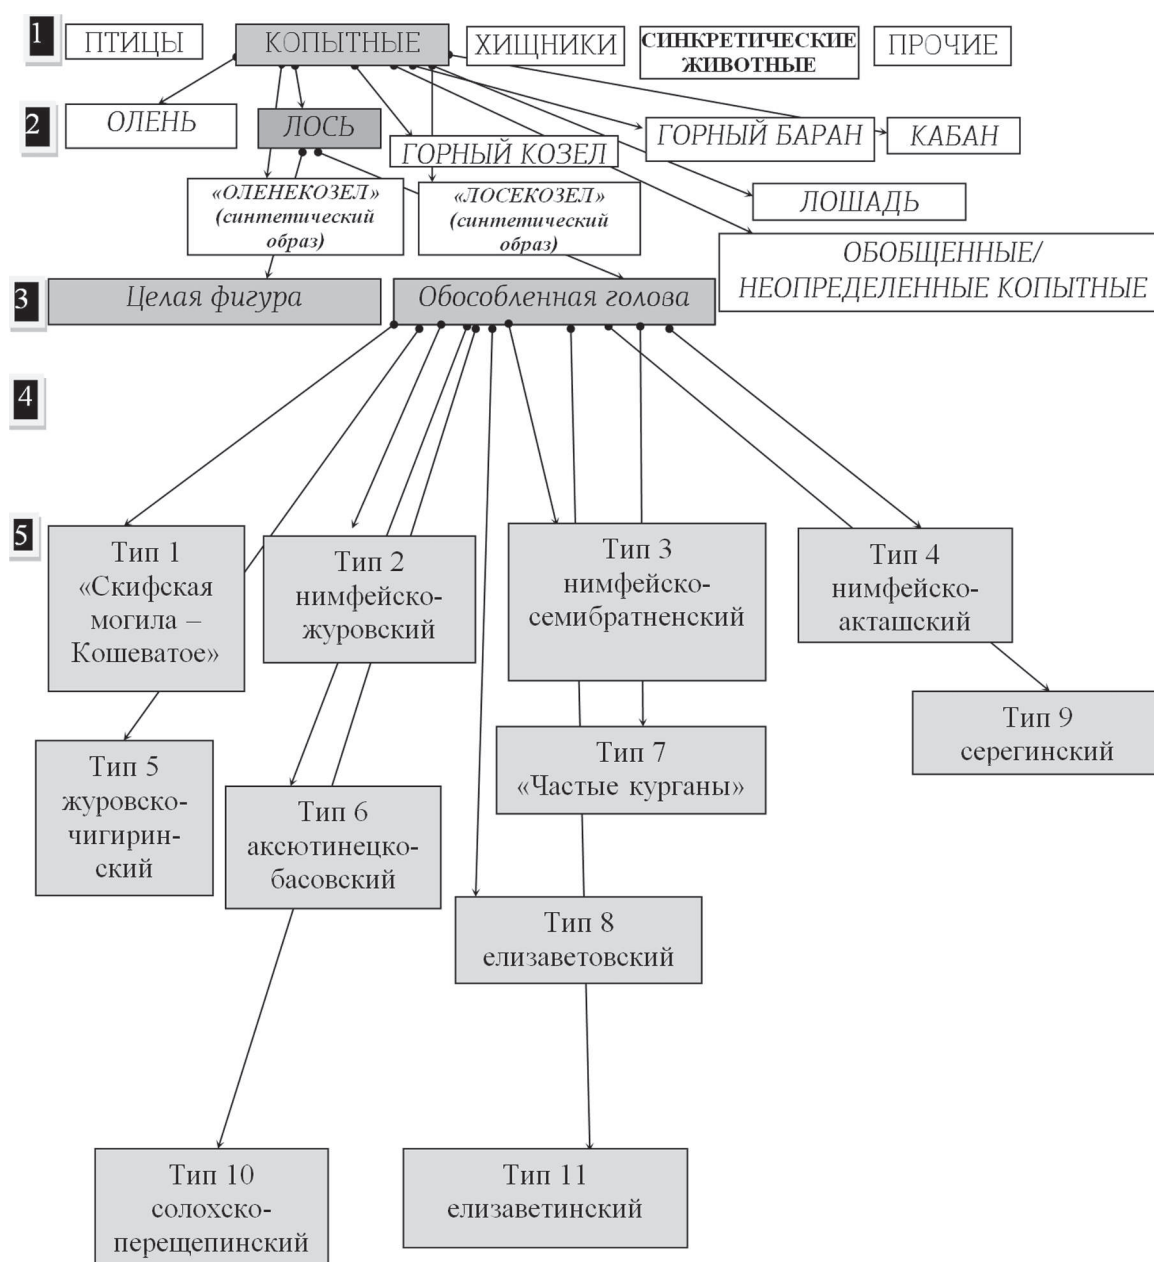 1
ПТИЦЫ
КОПЫТНЫЕ
ХИЩНИКИ
СИНКРЕТИЧЕСКИЕ
ЖИВОТНЫЕ
ПРОЧИЕ
2
ОЛЕНЬ
ЛОСЬ
ГОРНЫЙ КОЗЕЛ
ГОРНЫЙ БАРАН
КАБАН
«ОЛЕНЕКОЗЕЛ»
(синтетический
образ)
«ЛОСЕКОЗЕЛ»
(синтетический
образ)
ЛОШАДЬ
ОБОБЩЕННЫЕ/
НЕОПРЕДЕЛЕННЫЕ КОПЫТНЫЕ
3
Целая фигура
Обособленная голова
4
5
Тип 1
«Скифская
могила –
Кошеватое»
Тип 2
нимфейско-
журовский
Тип 3
нимфейско-
семибратненский
Тип 4
нимфейско-
акташский
Тип 5
журовско-
чигирин-
ский
Тип 6
аксютинецко-
басовский
Тип 7
«Частые курганы»
Тип 8
елизаветовский
Тип 9
серегинский
Тип 10
солохско-
перещепинский
Тип 11
елизаветинский